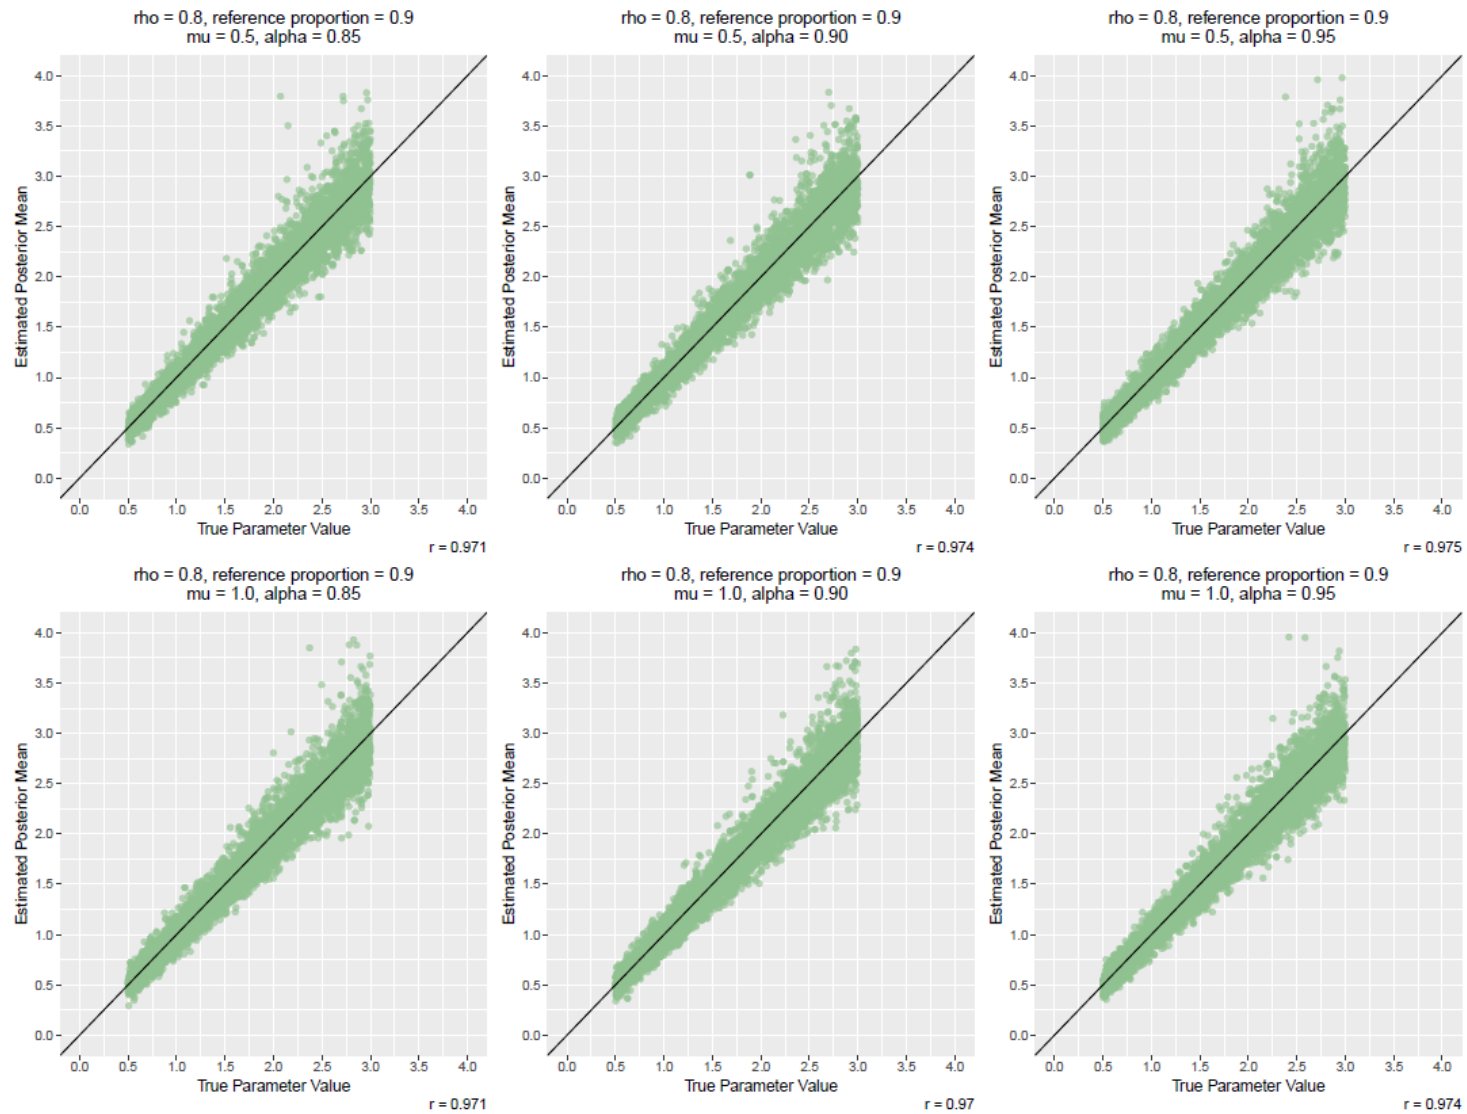 rho = 0.8, reference proportion = 0.9
mu = 0.5, alpha = 0.85
4.0
3.5
3.0
2.5
2.0
1.5
1.0
0.5
0.0
Estimated Posterior Mean
0.0 0.5 1.0 1.5 2.0 2.5 3.0 3.5 4.0
True Parameter Value
r = 0.971
rho = 0.8, reference proportion = 0.9
mu = 0.5, alpha = 0.90
4.0
3.5
3.0
2.5
2.0
1.5
1.0
0.5
0.0
Estimated Posterior Mean
0.0 0.5 1.0 1.5 2.0 2.5 3.0 3.5 4.0
True Parameter Value
r = 0.974
rho = 0.8, reference proportion = 0.9
mu = 0.5, alpha = 0.95
4.0
3.5
3.0
2.5
2.0
1.5
1.0
0.5
0.0
Estimated Posterior Mean
0.0 0.5 1.0 1.5 2.0 2.5 3.0 3.5 4.0
True Parameter Value
r = 0.975
rho = 0.8, reference proportion = 0.9
mu = 1.0, alpha = 0.85
4.0
3.5
3.0
2.5
2.0
1.5
1.0
0.5
0.0
Estimated Posterior Mean
0.0 0.5 1.0 1.5 2.0 2.5 3.0 3.5 4.0
True Parameter Value
r = 0.971
rho = 0.8, reference proportion = 0.9
mu = 1.0, alpha = 0.90
4.0
3.5
3.0
2.5
2.0
1.5
1.0
0.5
0.0
Estimated Posterior Mean
0.0 0.5 1.0 1.5 2.0 2.5 3.0 3.5 4.0
True Parameter Value
r = 0.97
rho = 0.8, reference proportion = 0.9
mu = 1.0, alpha = 0.95
4.0
3.5
3.0
2.5
2.0
1.5
1.0
0.5
0.0
Estimated Posterior Mean
0.0 0.5 1.0 1.5 2.0 2.5 3.0 3.5 4.0
True Parameter Value
r = 0.974